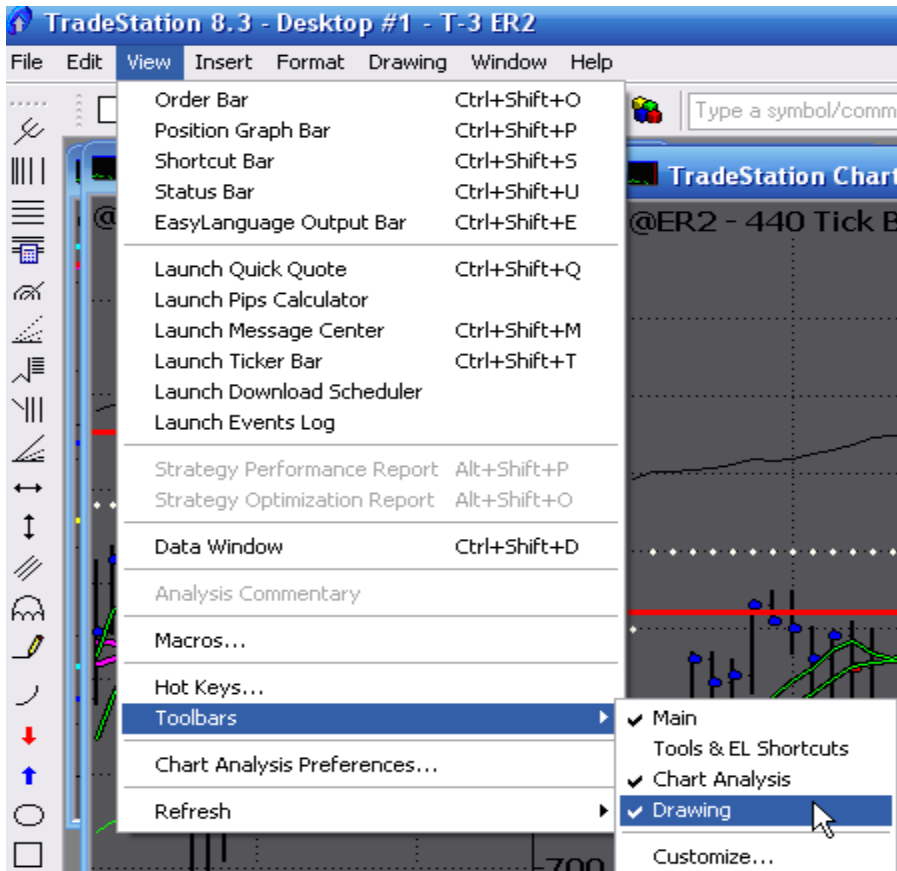 TradeStation 8.3 - Desktop #1 - T-3 ER2
File Edit View Insert Format Drawing Window Help
Type a symbol/comm
Order Bar Ctrl+Shift+O
Position Graph Bar Ctrl+Shift+P
Shortcut Bar Ctrl+Shift+S
Status Bar Ctrl+Shift+U
EasyLanguage Output Bar Ctrl+Shift+E
Launch Quick Quote Ctrl+Shift+Q
Launch Pips Calculator
Launch Message Center Ctrl+Shift+M
Launch Ticker Bar Ctrl+Shift+T
Launch Download Scheduler
Launch Events Log
Strategy Performance Report Alt+Shift+P
Strategy Optimization Report Alt+Shift+O
Data Window Ctrl+Shift+D
Analysis Commentary
Macros...
Hot Keys...
Toolbars
Chart Analysis Preferences...
Refresh
TradeStation Chart
@ER2 - 440 Tick B
@
Main
Tools & EL Shortcuts
Chart Analysis
Drawing
Customize...
700